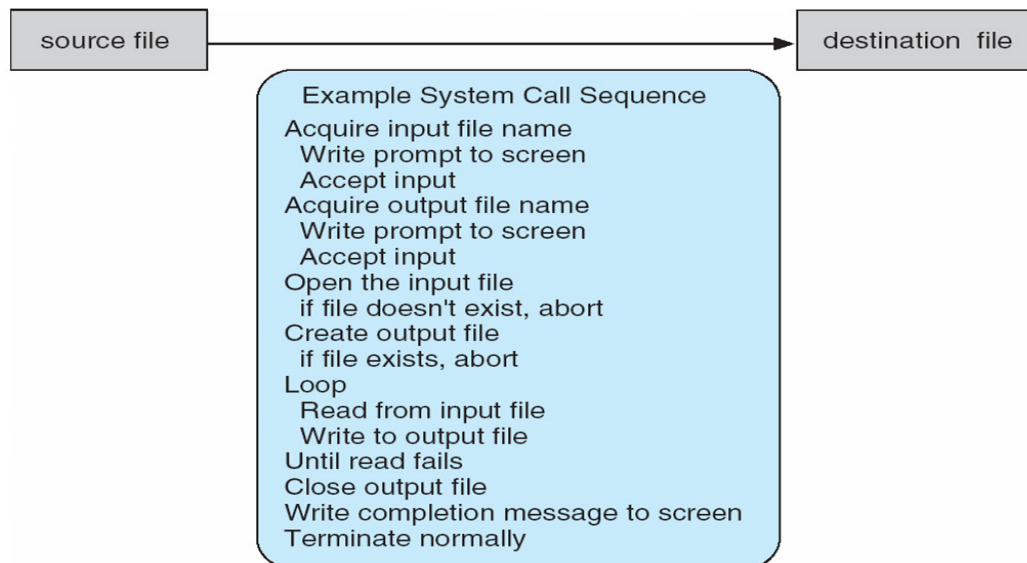 source file
destination file
Example System Call Sequence
Acquire input file name
Write prompt to screen
Accept input
Acquire output file name
Write prompt to screen
Accept input
Open the input file
if file doesn't exist, abort
Create output file
if file exists, abort
Loop
Read from input file
Write to output file
Until read fails
Close output file
Write completion message to screen
Terminate normally